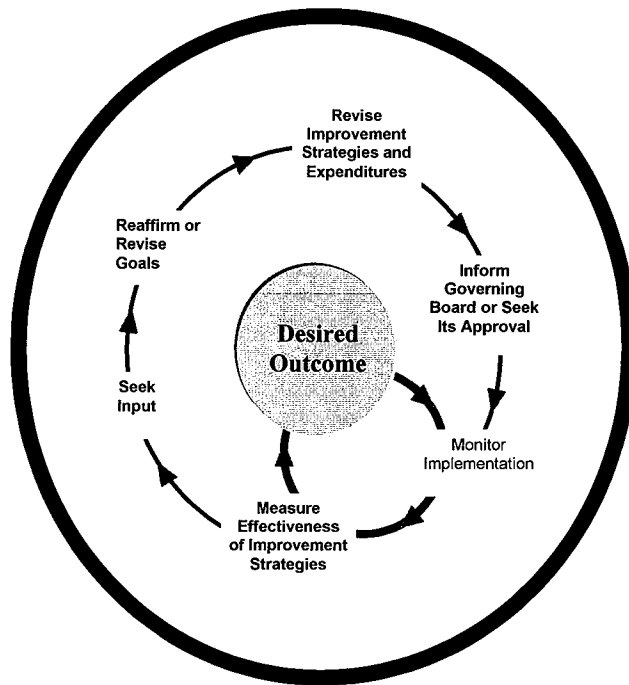 Revise
Improvement
Strategies and
Expenditures
Reaffirm or
Revise
Goals
Inform
Governing
Board or Seek
Its Approval
Desired
Outcome
Seek
Input
Monitor
Implementation
Measure
Effectiveness
of Improvement
Strategies